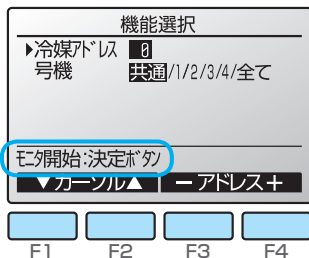 機能選択
▶冷媒ｱﾄﾞﾚｽ 0
号機 共通/1/2/3/4/全て
ﾓﾆﾀ開始:決定ﾎﾞﾀﾝ
▼カーソル▲ ー アドレス＋
F1 F2 F3 F4